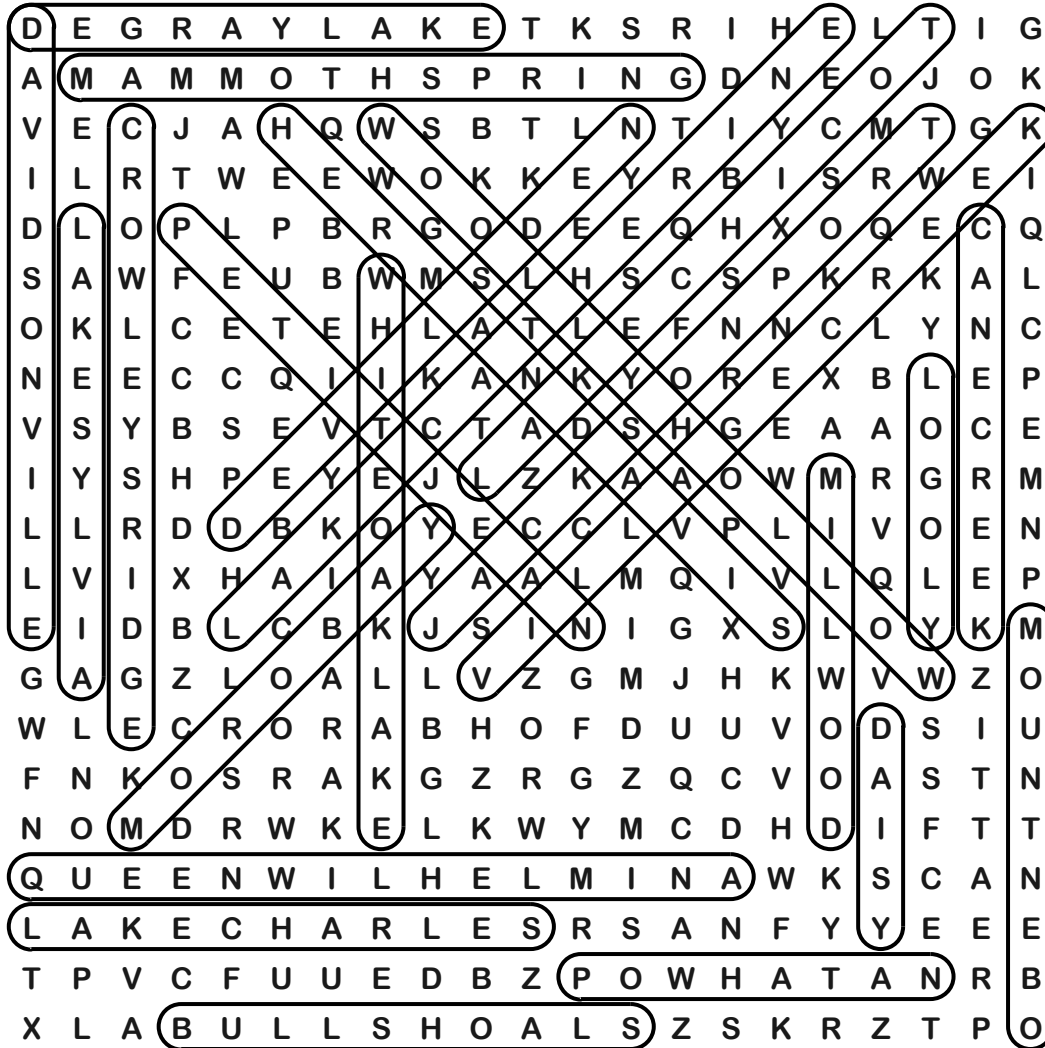 D E G R A Y L A K E T K S R I H E L T I G
A M A M M O T H S P R I N G D N E O J O K
V E C J A H Q W S B T L N T I Y C M T G K
I L R T W E E W O K K E Y R B I S R W E I
D L O P L P B R G O D E E Q H X O Q E C Q
S A W F E U B W M S L H S C S P K R K A L
O K L C E T E H L A T L E F N N C L Y N C
N E E C C Q I I K A N K Y O R E X B L E P
V S Y B S E V T C T A D S H G E A A O C E
I Y S H P E Y E J L Z K A A O W M R G R M
L L R D D B K O Y E C C L V P L I V O E N
L V I X H A I A Y A A L M Q I V L Q L E P
E I D B L C B K J S I N I G X S L O Y K M
G A G Z L O A L L V Z G M J H K W V W Z O
W L E C R O R A B H O F D U U V O D S I U
F N K O S R A K G Z R G Z Q C V O A S T N
N O M D R W K E L K W Y M C D H D I F T T
Q U E E N W I L H E L M I N A W K S C A N
L A K E C H A R L E S R S A N F Y Y E E E
T P V C F U U E D B Z P O W H A T A N R B
X L A B U L L S H O A L S Z S K R Z T P O